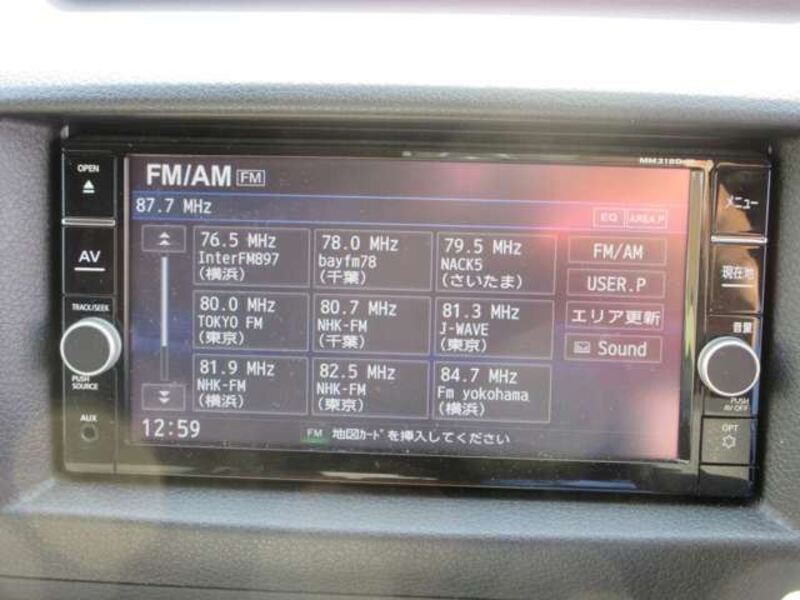 OPEN
AV
TRACK/SEEK
PUSH
SOURCE
AUX
FM/AM FM
87.7 MHz
EQ AREA.P
76.5 MHz
InterFM897
(横浜)
78.0 MHz
bayfm78
(千葉)
79.5 MHz
NACK5
(さいたま)
FM/AM
80.0 MHz
TOKYO FM
(東京)
80.7 MHz
NHK-FM
(千葉)
81.3 MHz
J-WAVE
(東京)
USER.P
エリア更新
81.9 MHz
NHK-FM
(横浜)
82.5 MHz
NHK-FM
(東京)
84.7 MHz
Fm yokohama
(横浜)
Sound
12:59
FM 地図ｶｰﾄﾞを挿入してください
メニュー
現在地
音量
PUSH
AV OFF
OPT